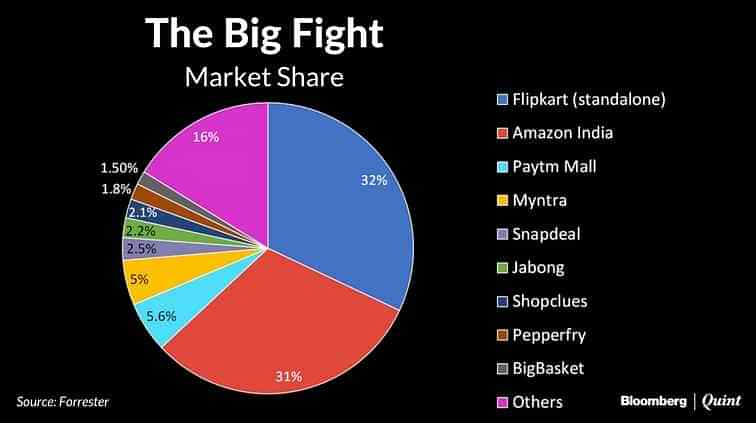 The Big Fight
Market Share
16%
32%
1.50%
1.8%
2.1%
2.2%
2.5%
5%
5.6%
31%
Flipkart (standalone)
Amazon India
Paytm Mall
Myntra
Snapdeal
Jabong
Shopclues
Pepperfry
BigBasket
Others
Source: Forrester
Bloomberg | Quint